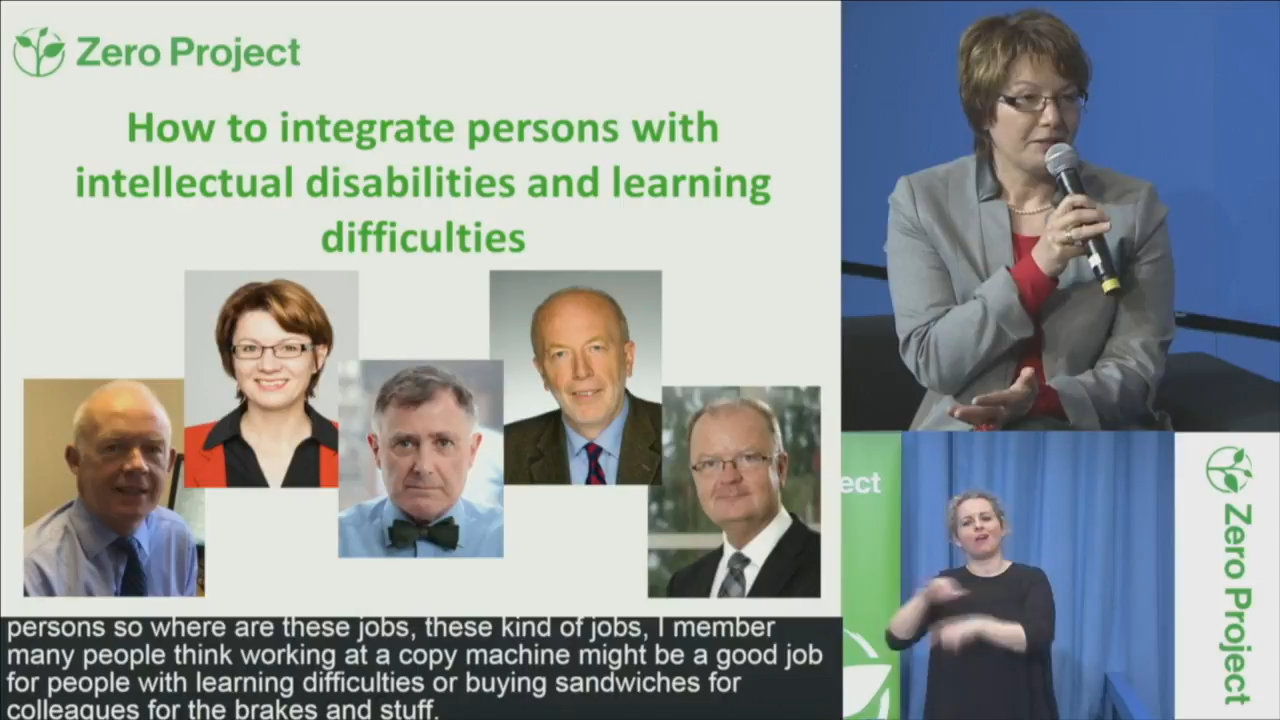 Zero Project
How to integrate persons with
intellectual disabilities and learning
difficulties
persons so where are these jobs, these kind of jobs, I member
many people think working at a copy machine might be a good job
for people with learning difficulties or buying sandwiches for
colleagues for the brakes and stuff.
ect
Zero Project